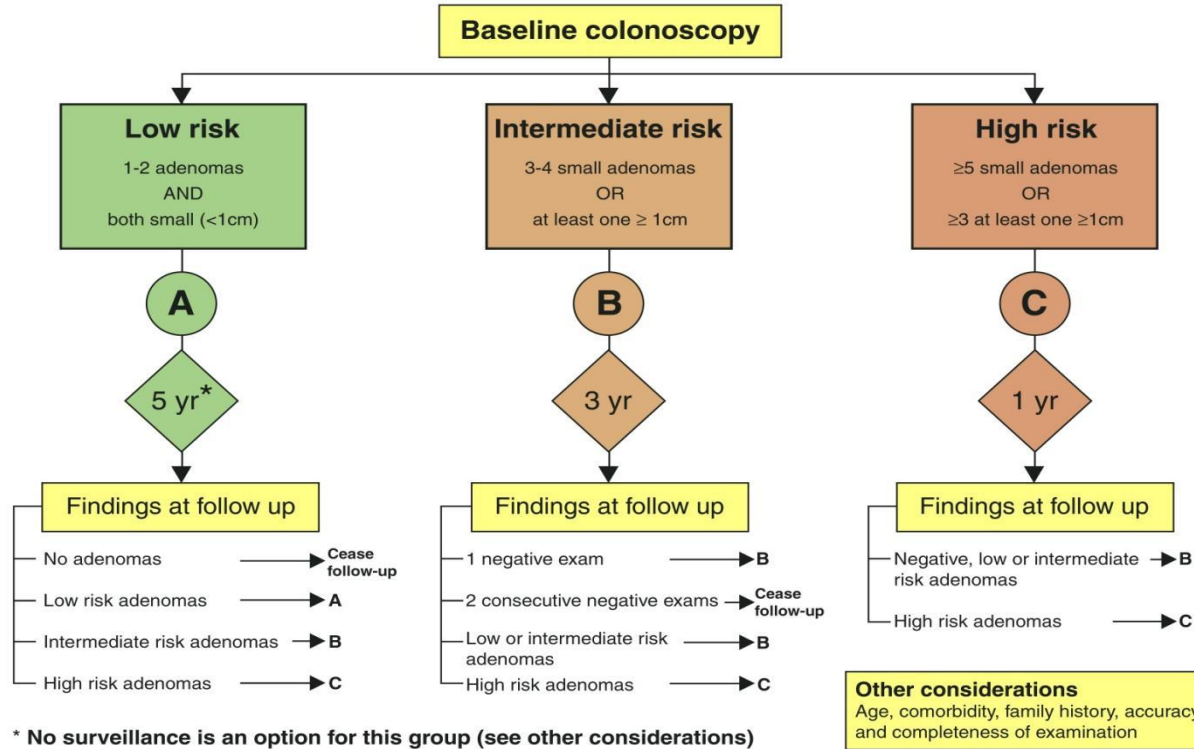 Baseline colonoscopy
Low risk
1-2 adenomas
AND
both small (<1cm)
A
5 yr*
Findings at follow up
No adenomas
Cease
follow-up
Low risk adenomas
A
Intermediate risk adenomas
B
High risk adenomas
C
Intermediate risk
3-4 small adenomas
OR
at least one ≥ 1cm
B
3 yr
Findings at follow up
1 negative exam
B
2 consecutive negative exams
Cease
follow-up
Low or intermediate risk
adenomas
B
High risk adenomas
C
High risk
≥5 small adenomas
OR
≥3 at least one ≥1cm
C
1 yr
Findings at follow up
Negative, low or intermediate
risk adenomas
B
High risk adenomas
C
Other considerations
Age, comorbidity, family history, accuracy
and completeness of examination
* No surveillance is an option for this group (see other considerations)